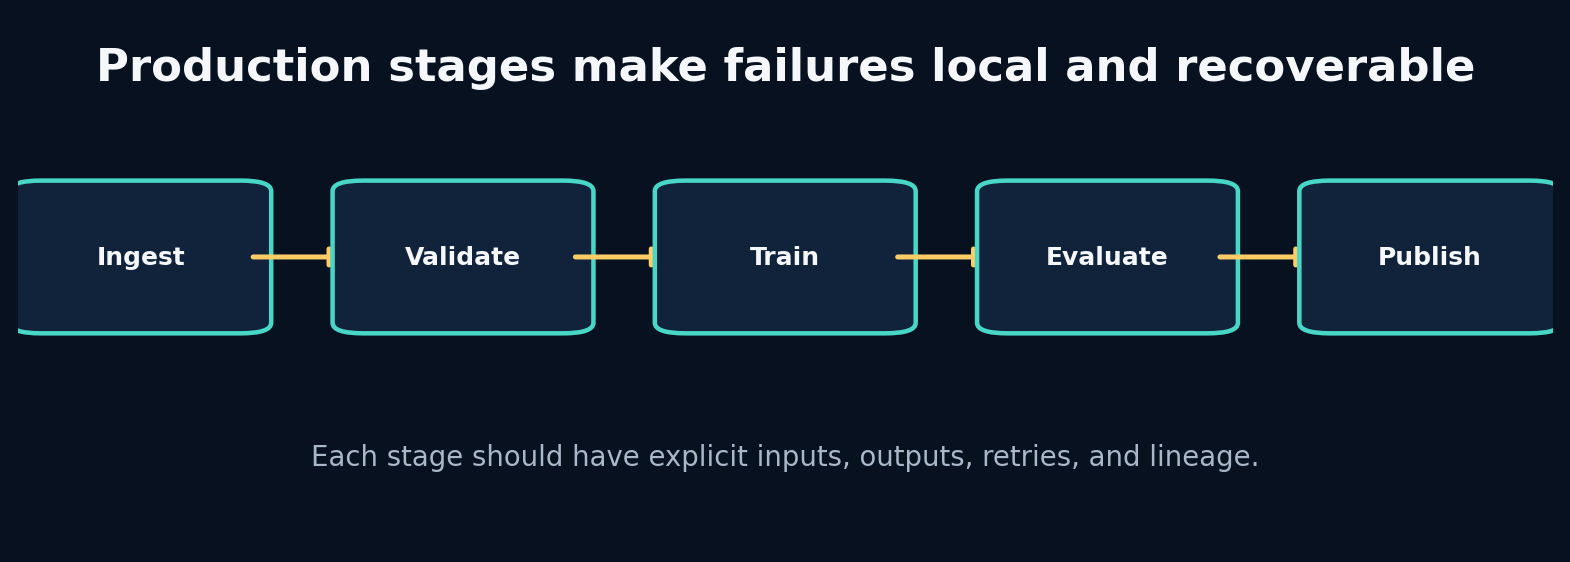 Production stages make failures local and recoverable
Ingest
Validate
Train
Evaluate
Publish
Each stage should have explicit inputs, outputs, retries, and lineage.